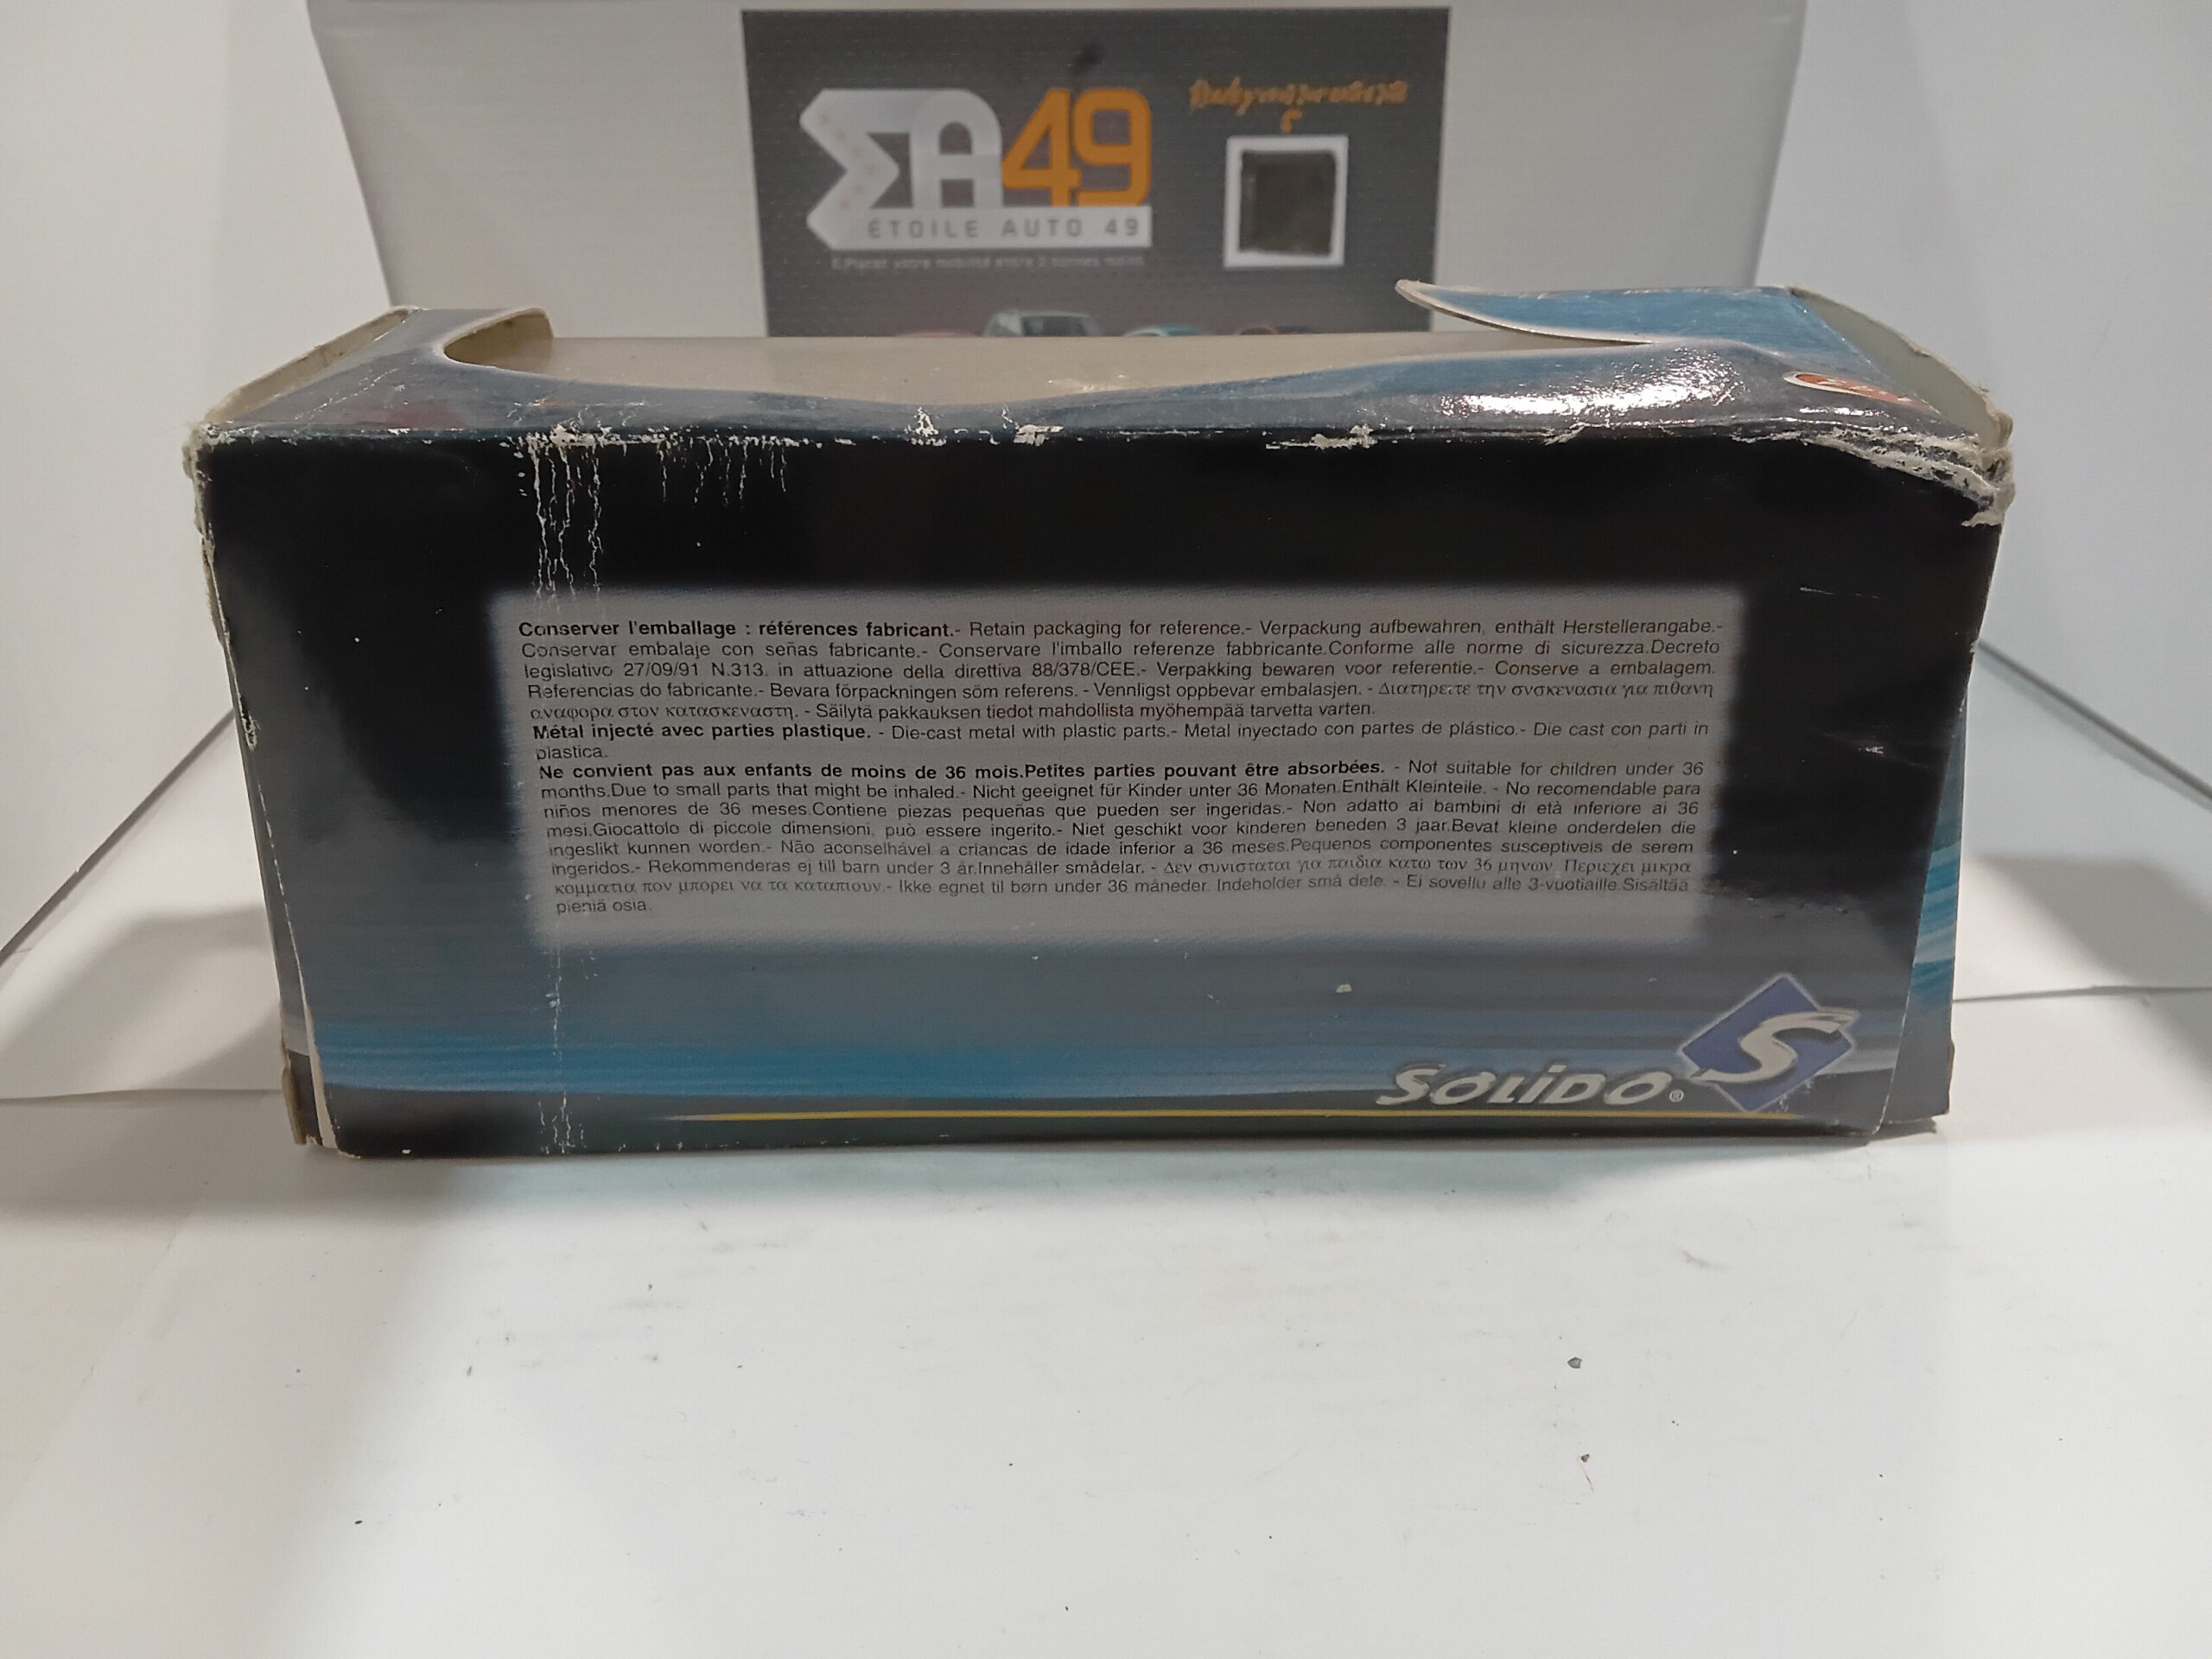 EA49
ÉTOILE AUTO 49
Conserver l'emballage : références fabricant.- Retain packaging for reference.- Verpackung aufbewahren, enthält Herstellerangabe.-
Conservar embalaje con señas fabricante.- Conservare l'imballo referenze fabbricante.Conforme alle norme di sicurezza.Decreto
legislativo 27/09/91 N.313. in attuazione della direttiva 88/378/CEE.- Verpakking bewaren voor referentie.- Conserve a embalagem.
Referencias do fabricante.- Bevara förpackningen söm referens. - Vennligst oppbevar embalasjen. - Διατηρειτε την συσκενασια για πιθανη
αναφορα στον κατασκεναστη. - Säilytä pakkauksen tiedot mahdollista myöhempää tarvetta varten.
Métal injecté avec parties plastique. - Die-cast metal with plastic parts.- Metal inyectado con partes de plástico.- Die cast con parti in
plastica.
Ne convient pas aux enfants de moins de 36 mois.Petites parties pouvant être absorbées. - Not suitable for children under 36
months.Due to small parts that might be inhaled.- Nicht geeignet für Kinder unter 36 Monaten.Enthält Kleinteile. - No recomendable para
niños menores de 36 meses.Contiene piezas pequeñas que pueden ser ingeridas.- Non adatto ai bambini di età inferiore ai 36
mesi.Giocattolo di piccole dimensioni, può essere ingerito.- Niet geschikt voor kinderen beneden 3 jaar.Bevat kleine onderdelen die
ingeslikt kunnen worden.- Não aconselhável a criancas de idade inferior a 36 meses.Pequenos componentes susceptiveis de serem
ingeridos.- Rekommenderas ej till barn under 3 år.Innehåller smådelar. - Δεν συνισταται για παιδια κατω των 36 μηνων. Περιεχει μικρα
κομματια πον μπορει να τα καταπιουν.- Ikke egnet til børn under 36 måneder. Indeholder små dele. - Ei sovellu alle 3-vuotiaille.Sisältää
pieniä osia.
SOLIDO®
S